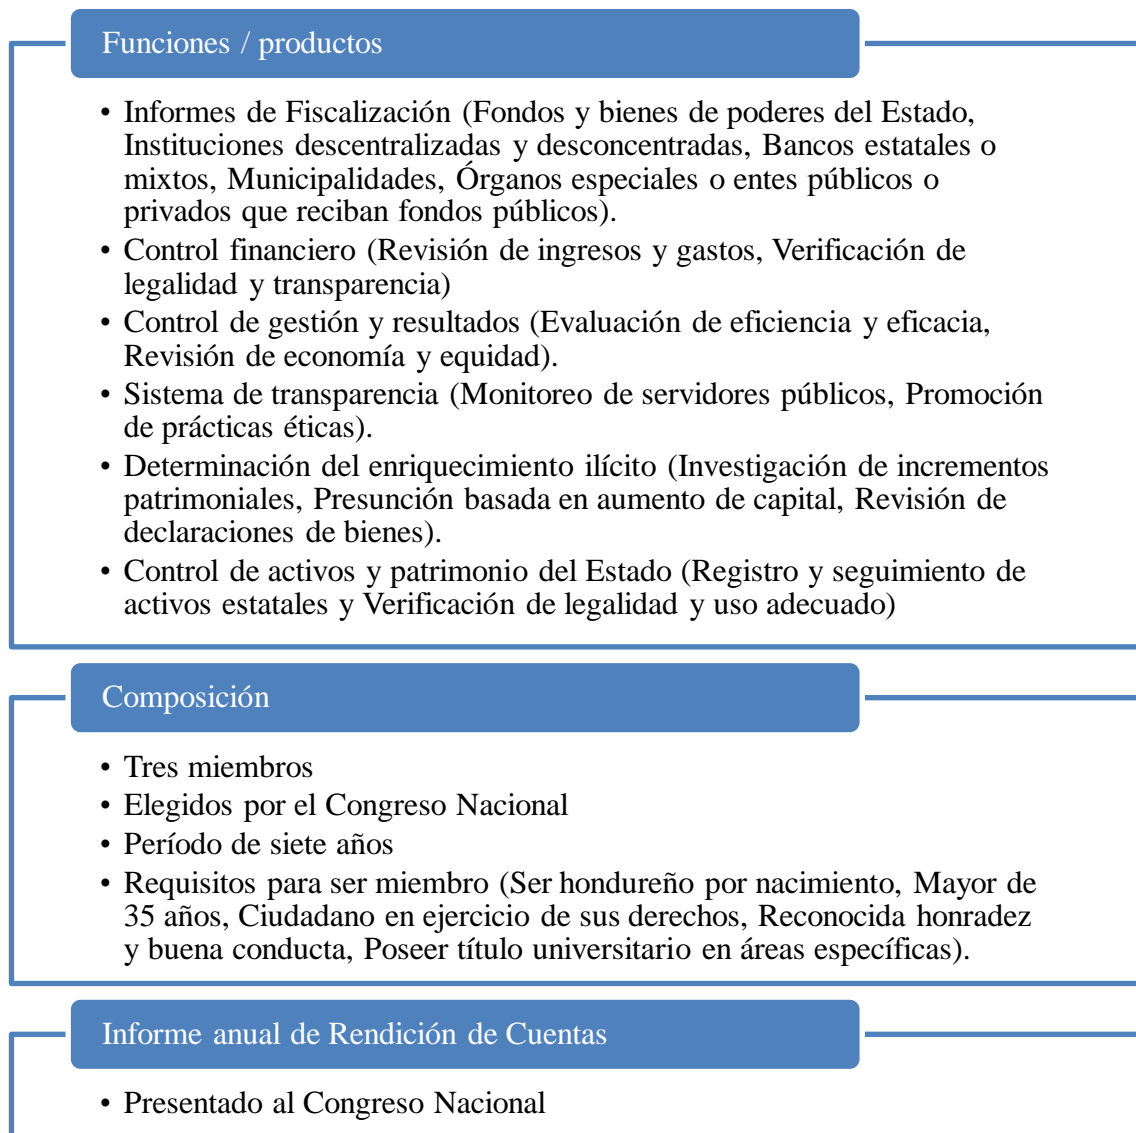 Funciones / productos
• Informes de Fiscalización (Fondos y bienes de poderes del Estado,
Instituciones descentralizadas y desconcentradas, Bancos estatales o
mixtos, Municipalidades, Órganos especiales o entes públicos o
privados que reciban fondos públicos).
• Control financiero (Revisión de ingresos y gastos, Verificación de
legalidad y transparencia)
• Control de gestión y resultados (Evaluación de eficiencia y eficacia,
Revisión de economía y equidad).
• Sistema de transparencia (Monitoreo de servidores públicos, Promoción
de prácticas éticas).
• Determinación del enriquecimiento ilícito (Investigación de incrementos
patrimoniales, Presunción basada en aumento de capital, Revisión de
declaraciones de bienes).
• Control de activos y patrimonio del Estado (Registro y seguimiento de
activos estatales y Verificación de legalidad y uso adecuado)
Composición
• Tres miembros
• Elegidos por el Congreso Nacional
• Período de siete años
• Requisitos para ser miembro (Ser hondureño por nacimiento, Mayor de
35 años, Ciudadano en ejercicio de sus derechos, Reconocida honradez
y buena conducta, Poseer título universitario en áreas específicas).
Informe anual de Rendición de Cuentas
• Presentado al Congreso Nacional